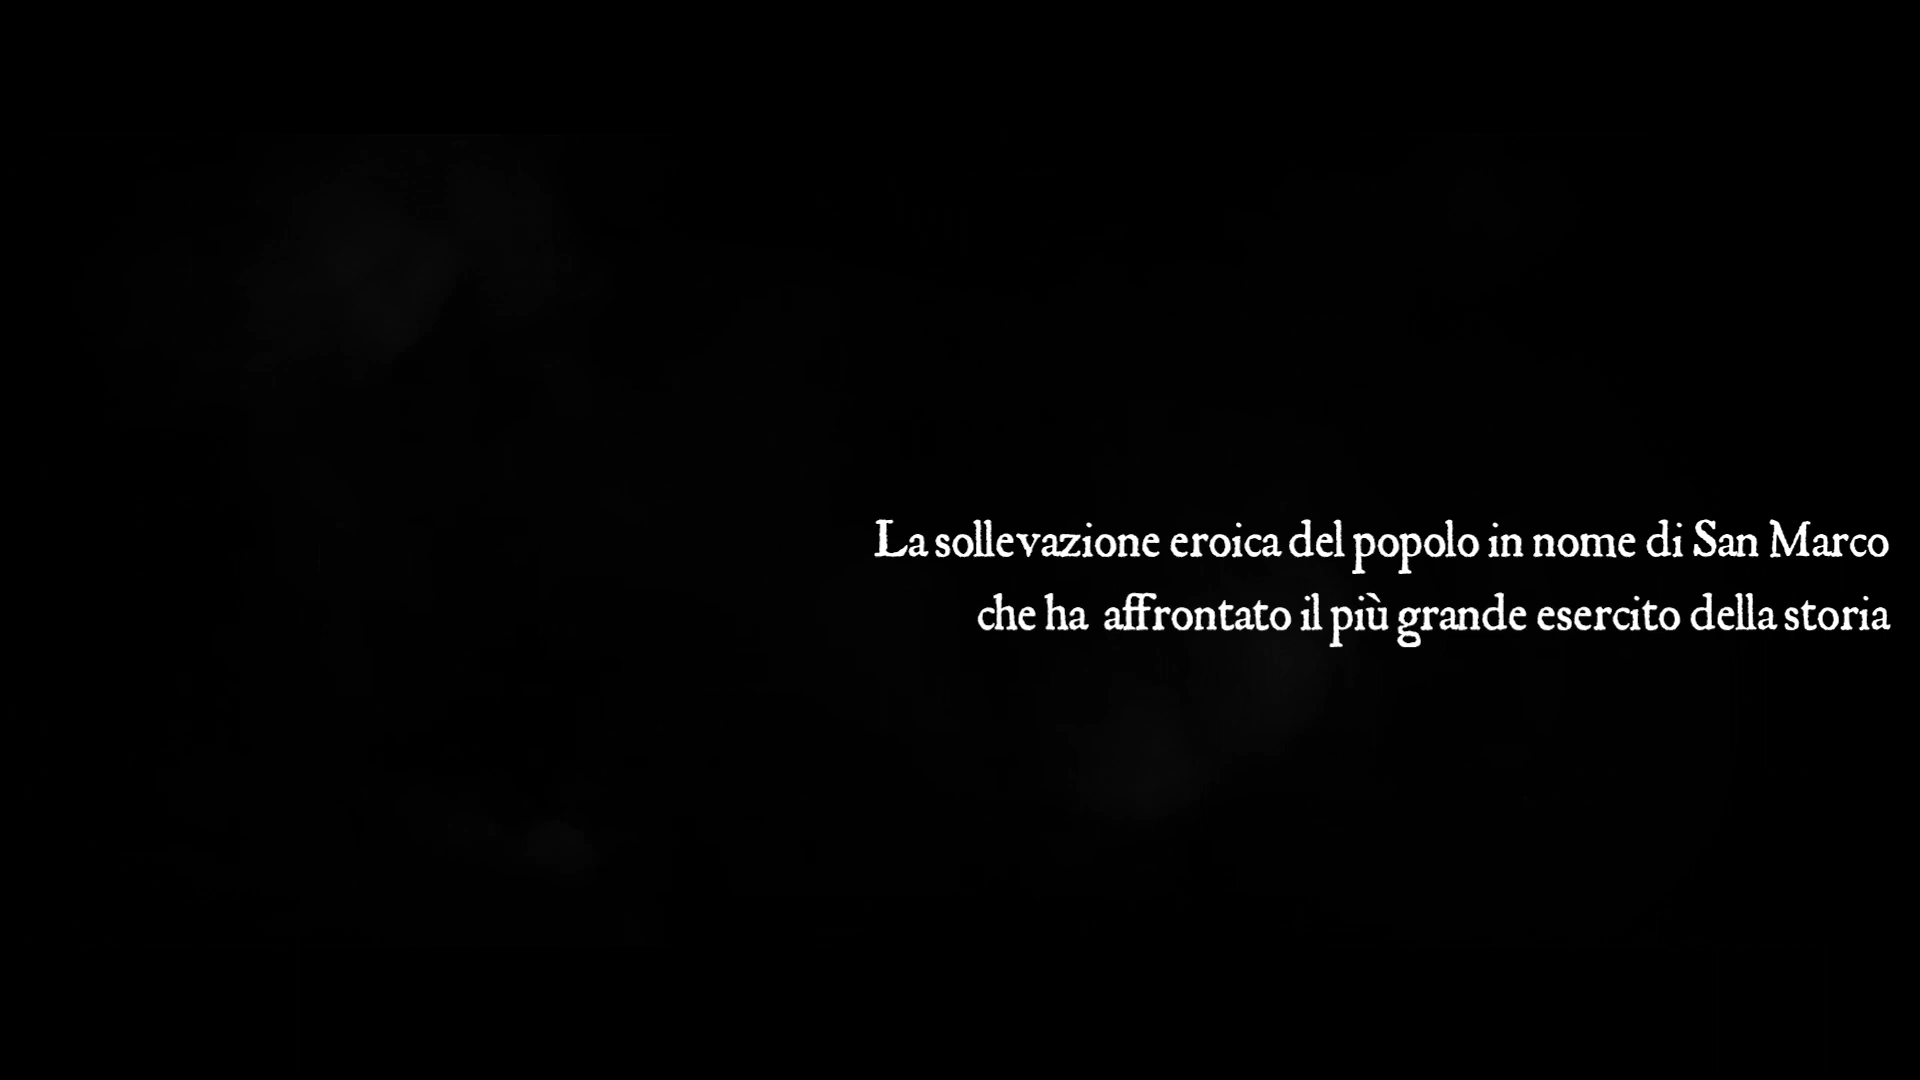 La sollevazione eroica del popolo in nome di San Marco
che ha  affrontato il più grande esercito della storia